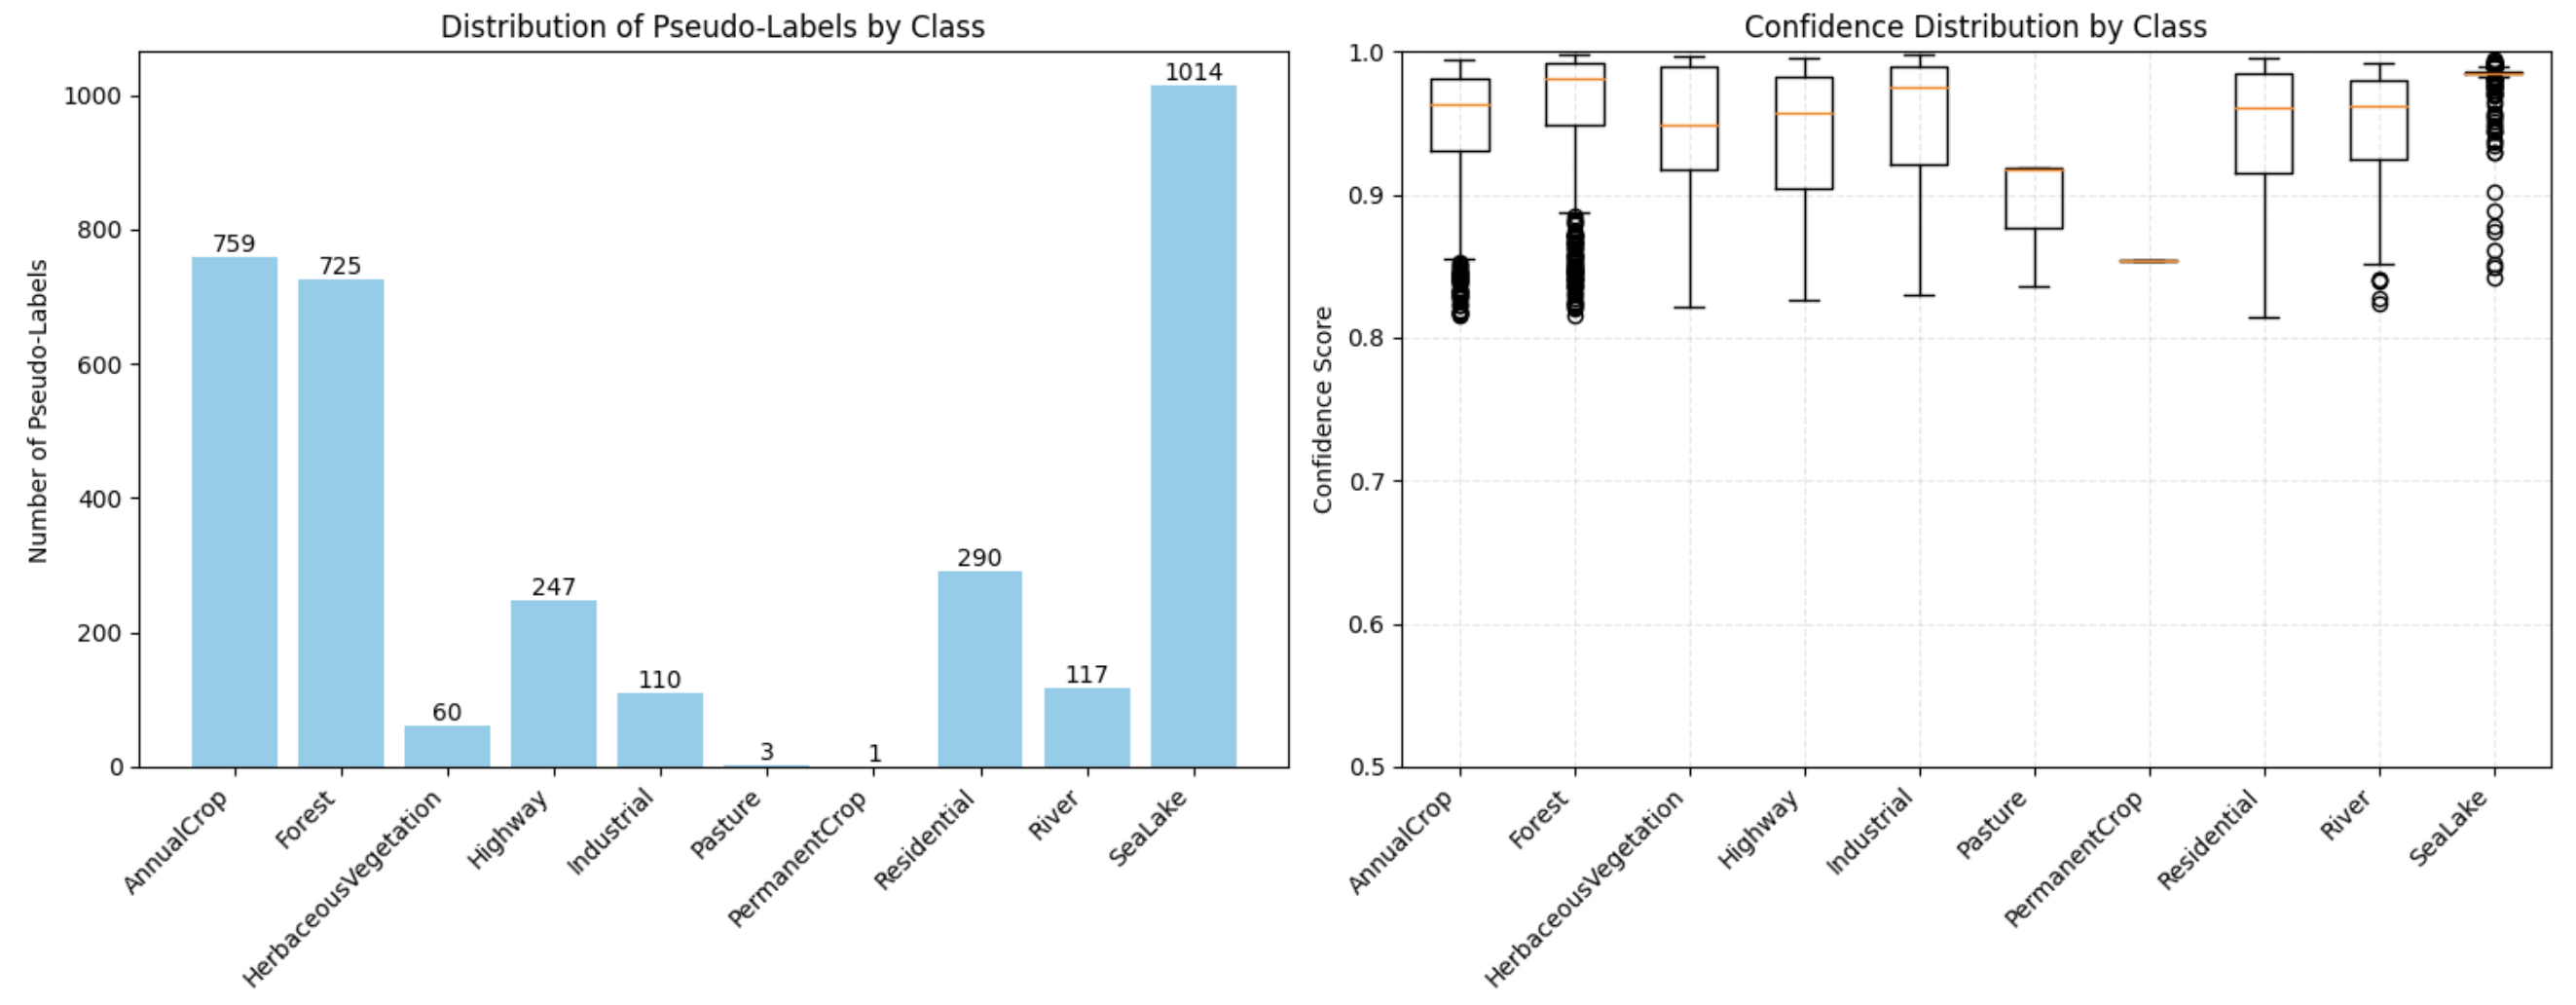 Distribution of Pseudo-Labels by Class
Number of Pseudo-Labels
1000
800
600
400
200
0
759
725
60
247
110
3
1
290
117
1014
AnnualCrop
Forest
HerbaceousVegetation
Highway
Industrial
Pasture
PermanentCrop
Residential
River
SeaLake
Confidence Distribution by Class
Confidence Score
1.0
0.9
0.8
0.7
0.6
0.5
AnnualCrop
Forest
HerbaceousVegetation
Highway
Industrial
Pasture
PermanentCrop
Residential
River
SeaLake